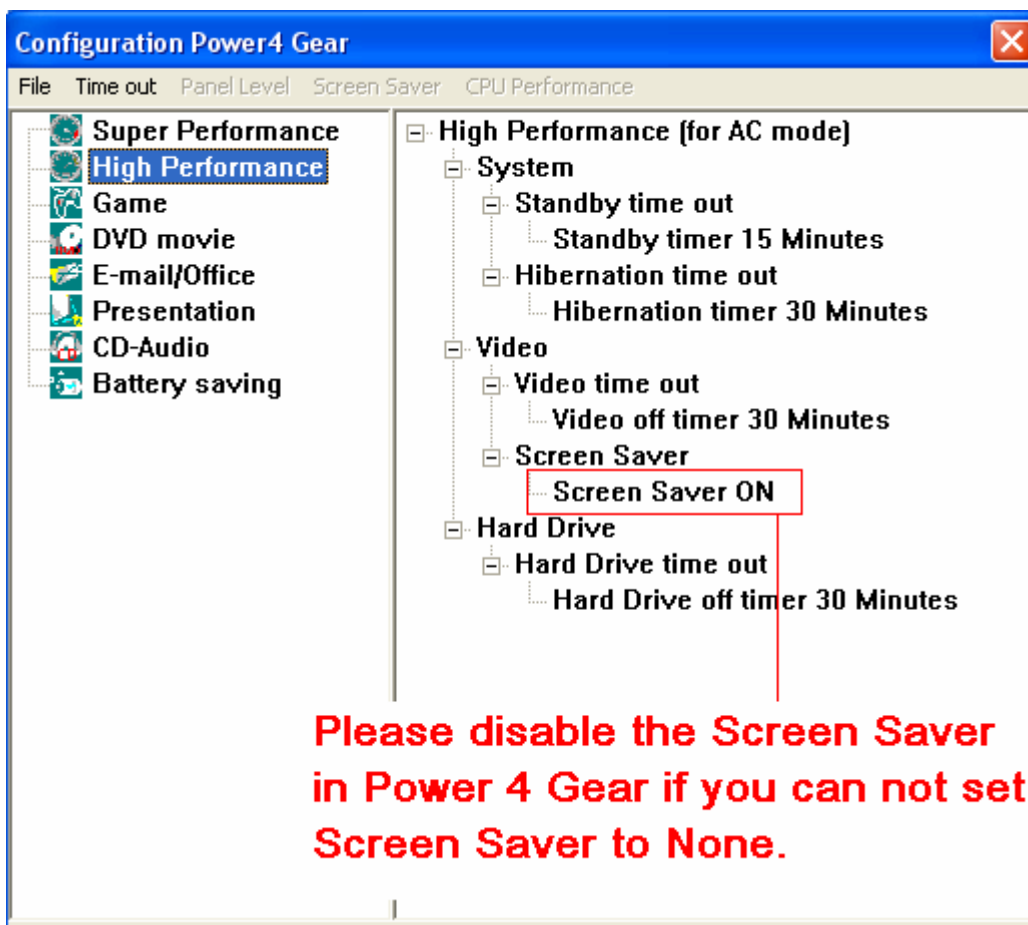 Configuration Power4 Gear
File Time out Panel Level Screen Saver CPU Performance
Super Performance
High Performance
Game
DVD movie
E-mail/Office
Presentation
CD-Audio
Battery saving
High Performance (for AC mode)
System
Standby time out
Standby timer 15 Minutes
Hibernation time out
Hibernation timer 30 Minutes
Video
Video time out
Video off timer 30 Minutes
Screen Saver
Screen Saver ON
Hard Drive
Hard Drive time out
Hard Drive off timer 30 Minutes
Please disable the Screen Saver
in Power 4 Gear if you can not set
Screen Saver to None.